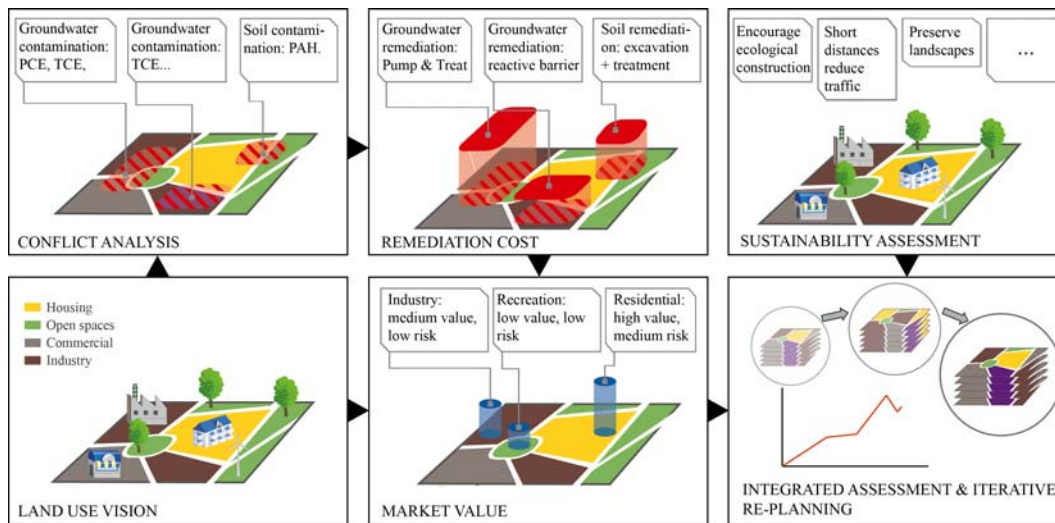 Groundwater
contamination:
PCE, TCE,
Groundwater
contamination:
TCE...
Soil contami-
nation: PAH.
CONFLICT ANALYSIS
Groundwater
remediation:
Pump & Treat
Groundwater
remediation:
reactive barrier
Soil remediati-
on: excavation
+ treatment
REMEDIATION COST
Encourage
ecological
construction
Short
distances
reduce
traffic
Preserve
landscapes
...
SUSTAINABILITY ASSESSMENT
Housing
Open spaces
Commercial
Industry
LAND USE VISION
Industry:
medium value,
low risk
Recreation:
low value, low
risk
Residential:
high value,
medium risk
MARKET VALUE
INTEGRATED ASSESSMENT & ITERATIVE
RE-PLANNING